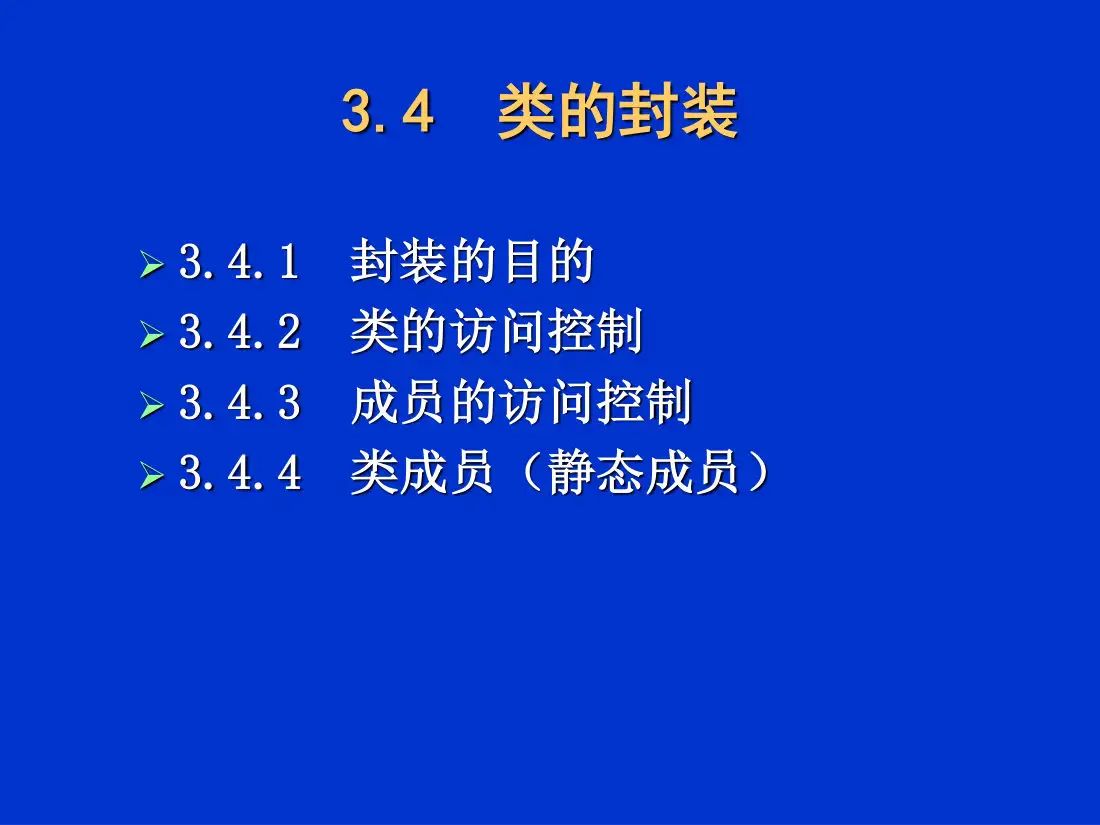 3.4 类的封装
3.4.1 封装的目的
3.4.2 类的访问控制
3.4.3 成员的访问控制
3.4.4 类成员（静态成员）